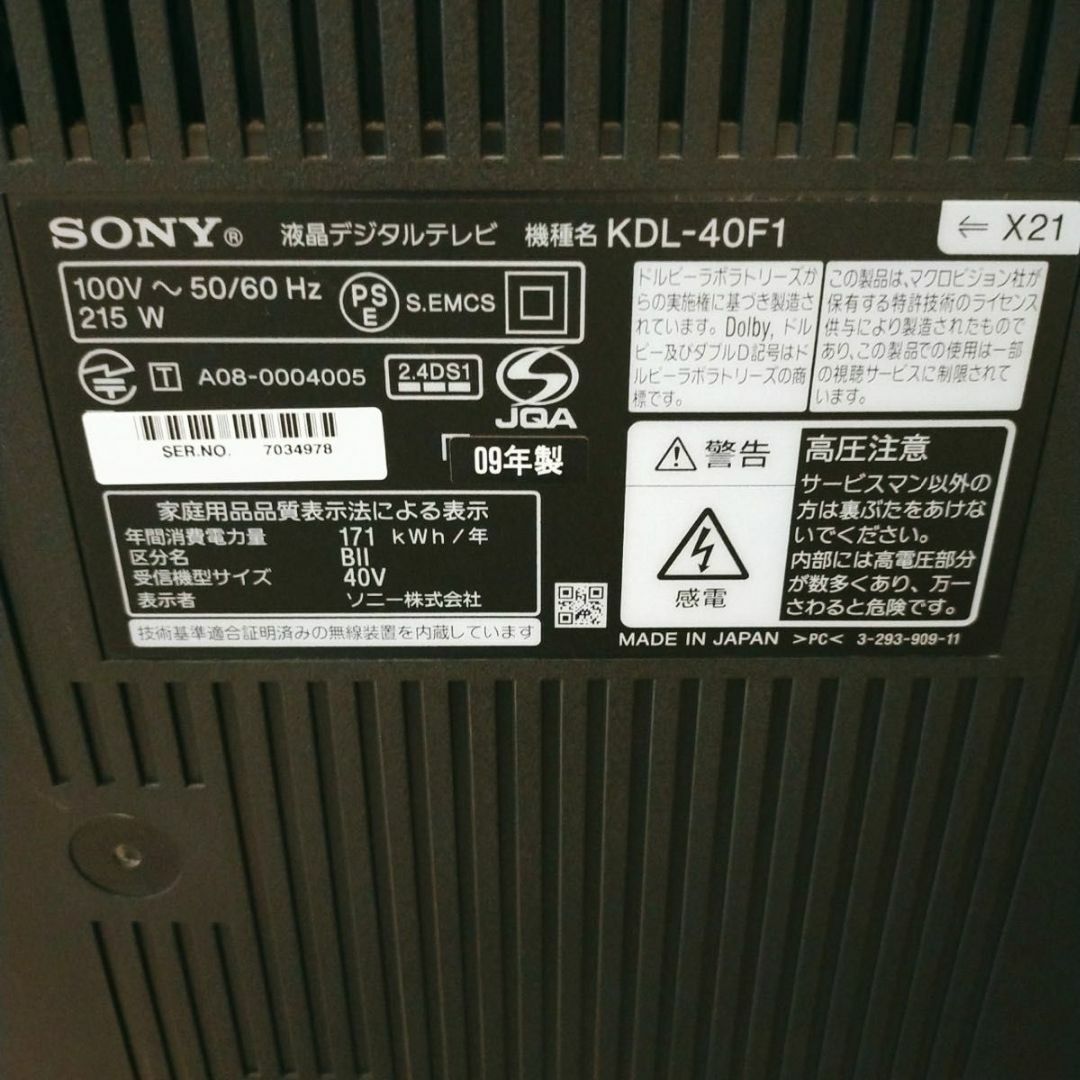 SONY® 液晶デジタルテレビ 機種名 KDL-40F1
⇐ X21
100V ～ 50/60 Hz
215 W
PS
E
S.EMCS
T A08-0004005
2.4DS1
JQA
SER.NO. 7034978
09年製
ドルビーラボラトリーズか
らの実施権に基づき製造さ
れています。Dolby, ドル
ビー及びダブルD記号はド
ルビーラボラトリーズの商
標です。
この製品は、マクロビジョン社が
保有する特許技術のライセンス
供与により製造されたもので
あり、この製品での使用は一部
の視聴サービスに制限されて
います。
家庭用品品質表示法による表示
年間消費電力量 171 kWh/年
区分名 BII
受信機型サイズ 40V
表示者 ソニー株式会社
技術基準適合証明済みの無線装置を内蔵しています
警告
感電
高圧注意
サービスマン以外の
方は裏ぶたをあけな
いでください。
内部には高電圧部分
が数多くあり、万一
さわると危険です。
MADE IN JAPAN >PC< 3-293-909-11